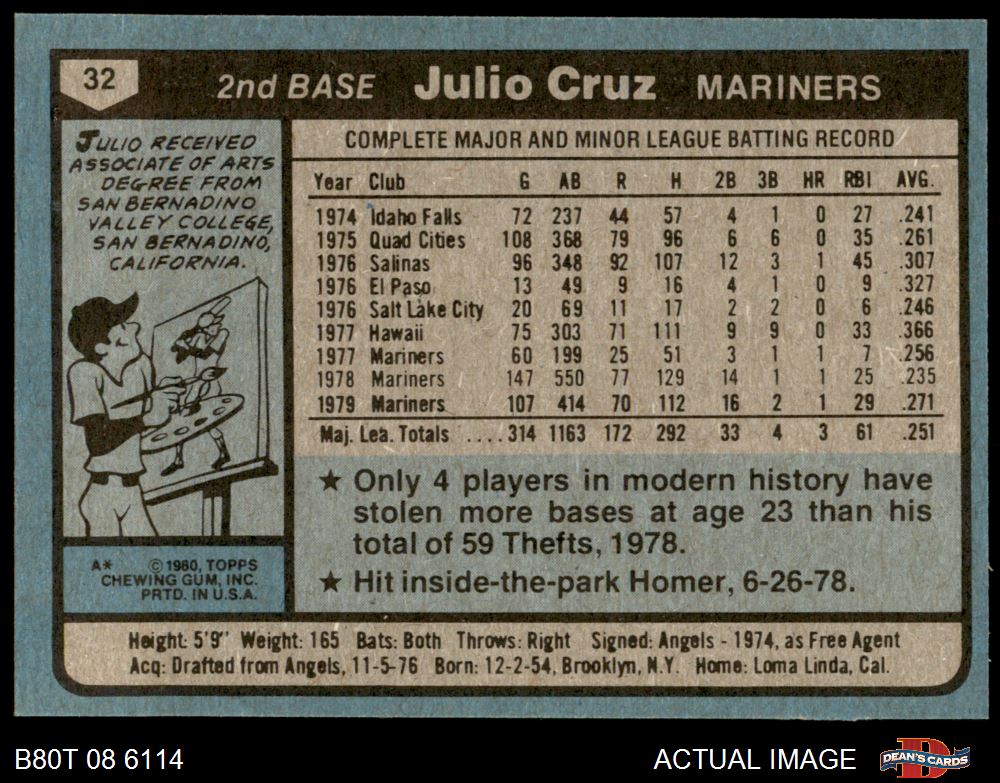 32
2nd BASE Julio Cruz MARINERS
JULIO RECEIVED
ASSOCIATE OF ARTS
DEGREE FROM
SAN BERNADINO
VALLEY COLLEGE,
SAN BERNADINO,
CALIFORNIA.
A* ©1980, TOPPS
CHEWING GUM, INC.
PRTD. IN U.S.A.
COMPLETE MAJOR AND MINOR LEAGUE BATTING RECORD
Year Club G AB R H 2B 3B HR RBI AVG.
1974 Idaho Falls 72 237 44 57 4 1 0 27 .241
1975 Quad Cities 108 368 79 96 6 6 0 35 .261
1976 Salinas 96 348 92 107 12 3 1 45 .307
1976 El Paso 13 49 9 16 4 1 0 9 .327
1976 Salt Lake City 20 69 11 17 2 2 0 6 .246
1977 Hawaii 75 303 71 111 9 9 0 33 .366
1977 Mariners 60 199 25 51 3 1 1 7 .256
1978 Mariners 147 550 77 129 14 1 1 25 .235
1979 Mariners 107 414 70 112 16 2 1 29 .271
Maj. Lea. Totals ....314 1163 172 292 33 4 3 61 .251
★ Only 4 players in modern history have
stolen more bases at age 23 than his
total of 59 Thefts, 1978.
★ Hit inside-the-park Homer, 6-26-78.
Height: 5'9" Weight: 165 Bats: Both Throws: Right Signed: Angels - 1974, as Free Agent
Acq: Drafted from Angels, 11-5-76 Born: 12-2-54, Brooklyn, N.Y. Home: Loma Linda, Cal.
B80T 08 6114 ACTUAL IMAGE D DEAN'S CARDS